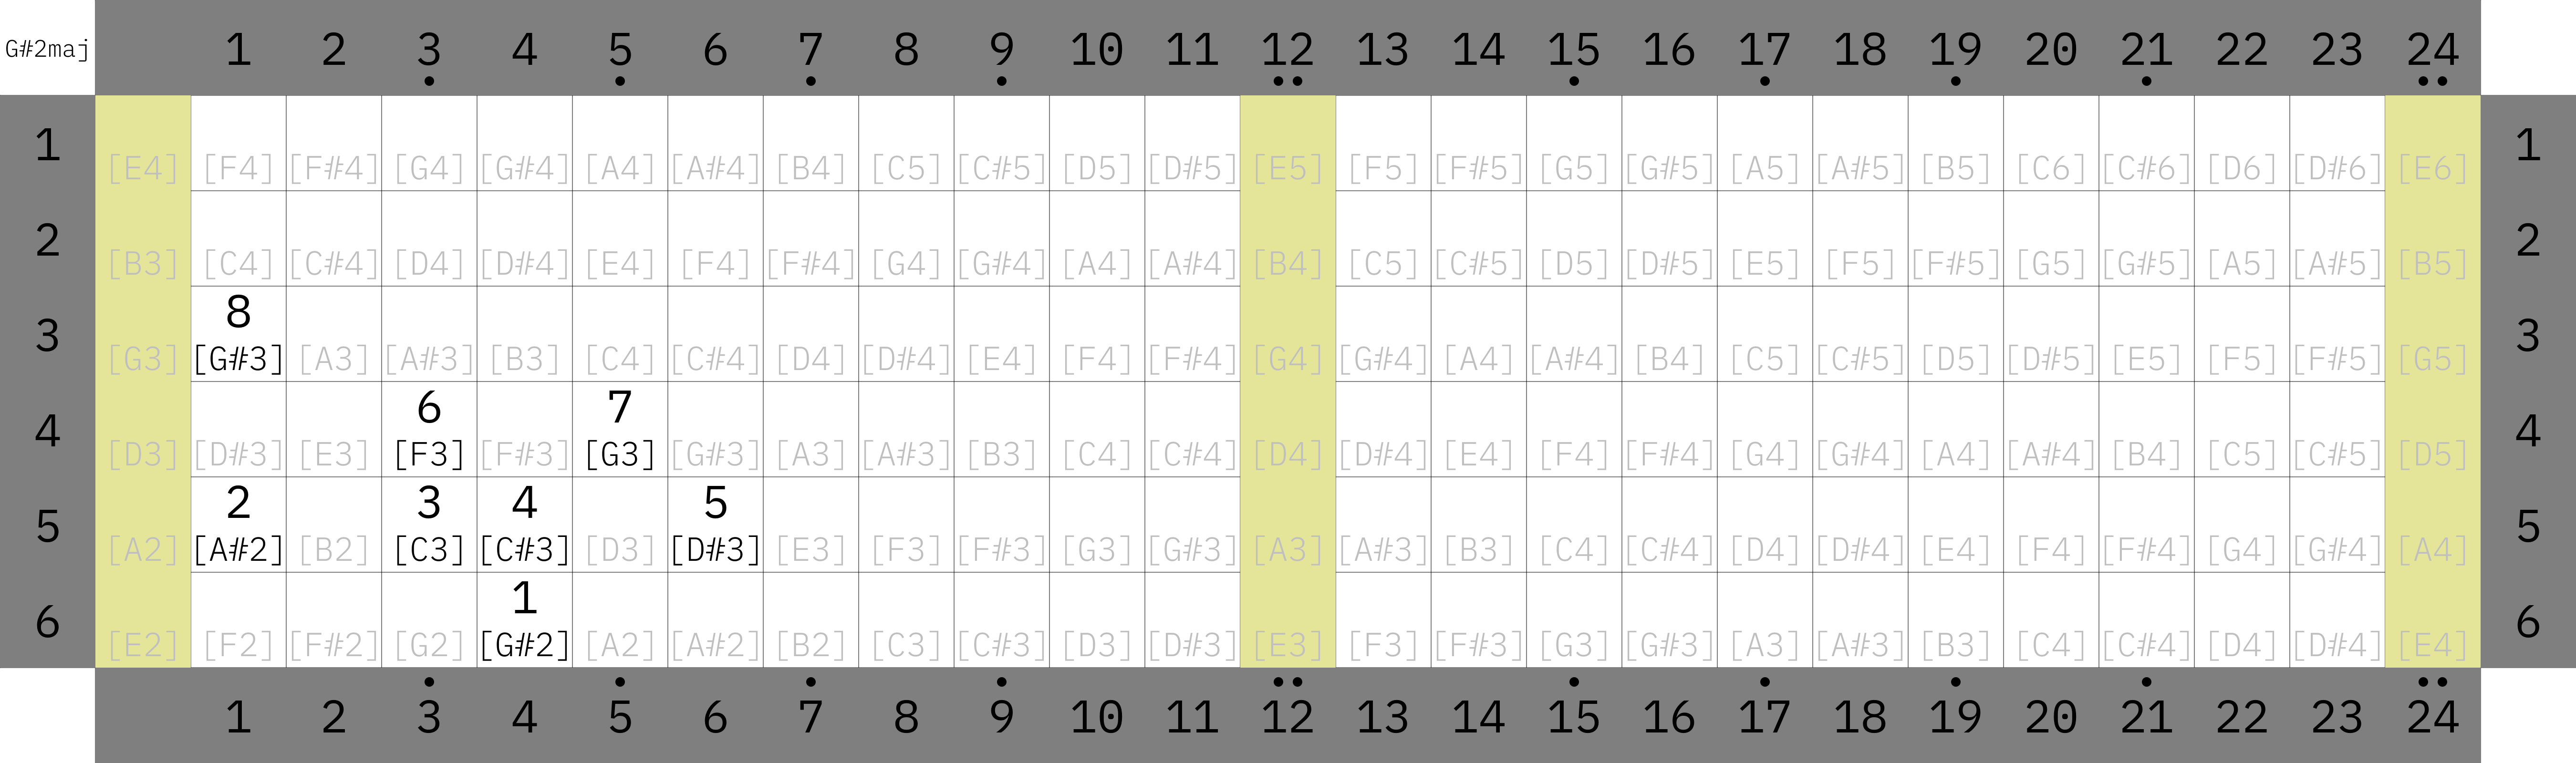 G#2maj 1 2 3 4 5 6 7 8 9 10 11 12 13 14 15 16 17 18 19 20 21 22 23 24
1 [E4] [F4] [F#4] [G4] [G#4] [A4] [A#4] [B4] [C5] [C#5] [D5] [D#5] [E5] [F5] [F#5] [G5] [G#5] [A5] [A#5] [B5] [C6] [C#6] [D6] [D#6] [E6] 1
2 [B3] [C4] [C#4] [D4] [D#4] [E4] [F4] [F#4] [G4] [G#4] [A4] [A#4] [B4] [C5] [C#5] [D5] [D#5] [E5] [F5] [F#5] [G5] [G#5] [A5] [A#5] [B5] 2
8
3 [G3] [G#3] [A3] [A#3] [B3] [C4] [C#4] [D4] [D#4] [E4] [F4] [F#4] [G4] [G#4] [A4] [A#4] [B4] [C5] [C#5] [D5] [D#5] [E5] [F5] [F#5] [G5] 3
6 7
4 [D3] [D#3] [E3] [F3] [F#3] [G3] [G#3] [A3] [A#3] [B3] [C4] [C#4] [D4] [D#4] [E4] [F4] [F#4] [G4] [G#4] [A4] [A#4] [B4] [C5] [C#5] [D5] 4
2 3 4 5
5 [A2] [A#2] [B2] [C3] [C#3] [D3] [D#3] [E3] [F3] [F#3] [G3] [G#3] [A3] [A#3] [B3] [C4] [C#4] [D4] [D#4] [E4] [F4] [F#4] [G4] [G#4] [A4] 5
1
6 [E2] [F2] [F#2] [G2] [G#2] [A2] [A#2] [B2] [C3] [C#3] [D3] [D#3] [E3] [F3] [F#3] [G3] [G#3] [A3] [A#3] [B3] [C4] [C#4] [D4] [D#4] [E4] 6
1 2 3 4 5 6 7 8 9 10 11 12 13 14 15 16 17 18 19 20 21 22 23 24